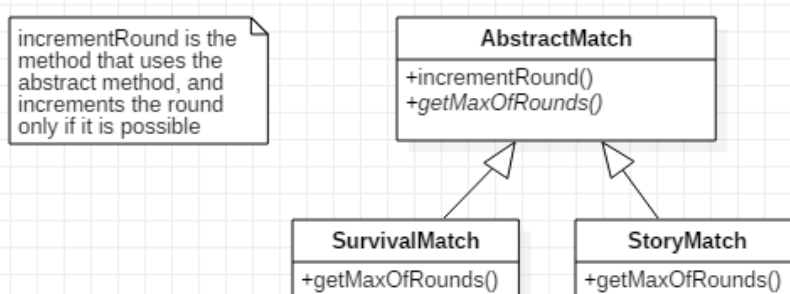 incrementRound is the
method that uses the
abstract method, and
increments the round
only if it is possible
AbstractMatch
+incrementRound()
+getMaxOfRounds()
SurvivalMatch
+getMaxOfRounds()
StoryMatch
+getMaxOfRounds()